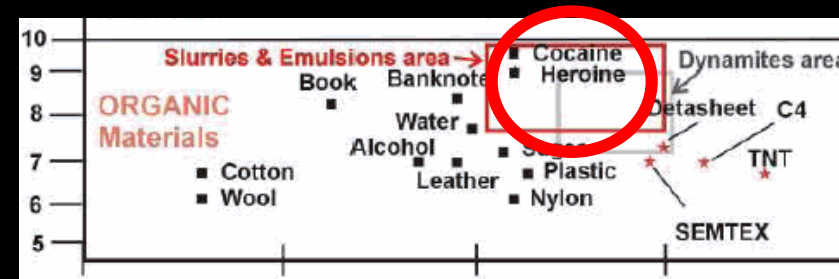 10
Slurries & Emulsions area
Cocaine
9
Book
Banknote
Heroine
Dynamites area
8
ORGANIC
Materials
Water
Detasheet
C4
7
Alcohol
Sugar
TNT
Cotton
Leather
Plastic
6
Wool
Nylon
5
SEMTEX